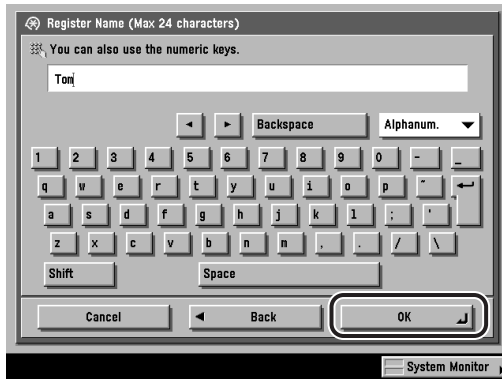 Register Name (Max 24 characters)
You can also use the numeric keys.
Tom
◄ ► Backspace Alphanum. ▼
1 2 3 4 5 6 7 8 9 0 - _
q w e r t y u i o p ~ ↵
a s d f g h j k l ; '
z x c v b n m , . / \
Shift Space
Cancel ◄ Back OK
System Monitor